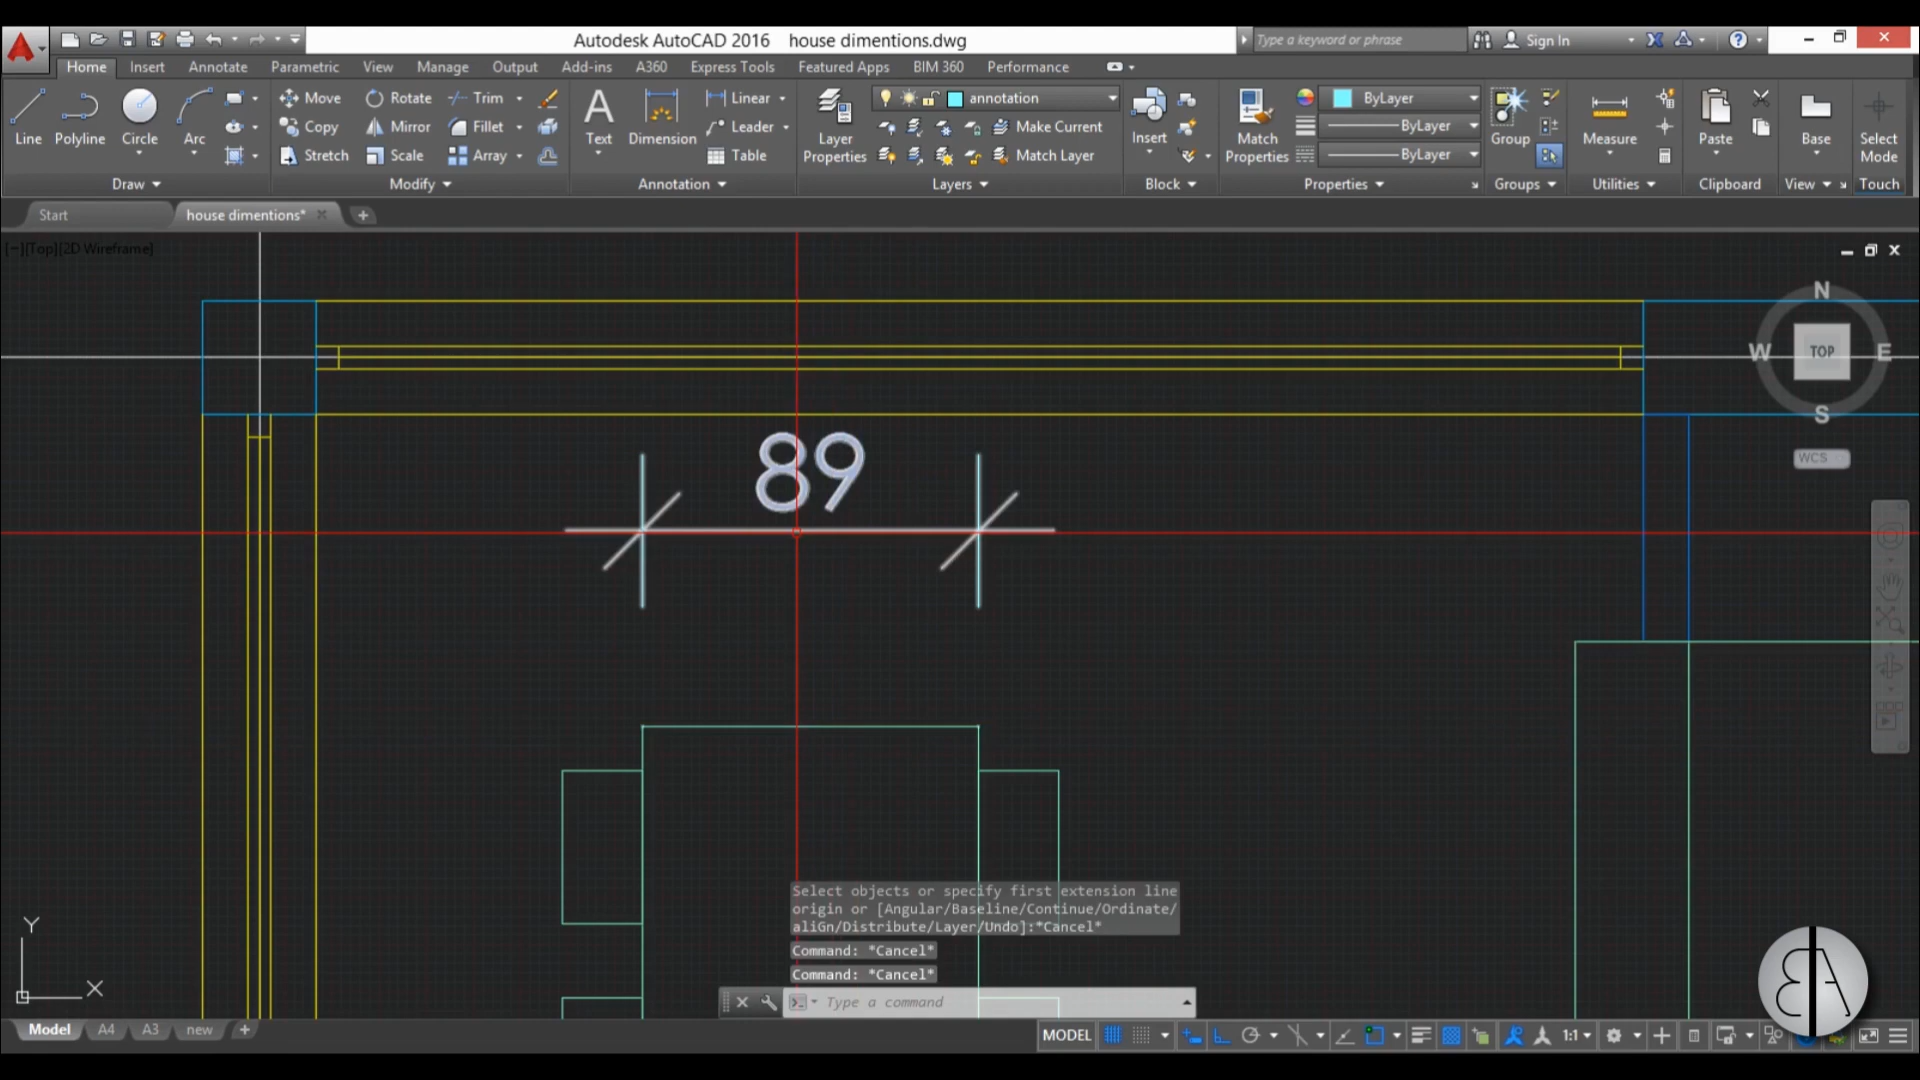 Autodesk AutoCAD 2016 house dimentions.dwg
Type a keyword or phrase
Sign In
Home Insert Annotate Parametric View Manage Output Add-ins A360 Express Tools Featured Apps BIM 360 Performance
Line Polyline Circle Arc
Draw
Move Rotate Trim
Copy Mirror Fillet
Stretch Scale Array
Modify
Text Dimension
Linear
Leader
Table
Annotation
Layer Properties
annotation
Make Current
Match Layer
Layers
Insert
Block
Match Properties
ByLayer
ByLayer
ByLayer
Properties
Group
Groups
Measure
Utilities
Paste
Clipboard
Base
View
Select Mode
Touch
Start house dimentions*
[−][Top][2D Wireframe]
N
W TOP E
S
WCS
89
Select objects or specify first extension line
origin or [Angular/Baseline/Continue/Ordinate/
aliGn/Distribute/Layer/Undo]:*Cancel*
Command: *Cancel*
Command: *Cancel*
Type a command
Y
X
Model A4 A3 new
MODEL 1:1
BA